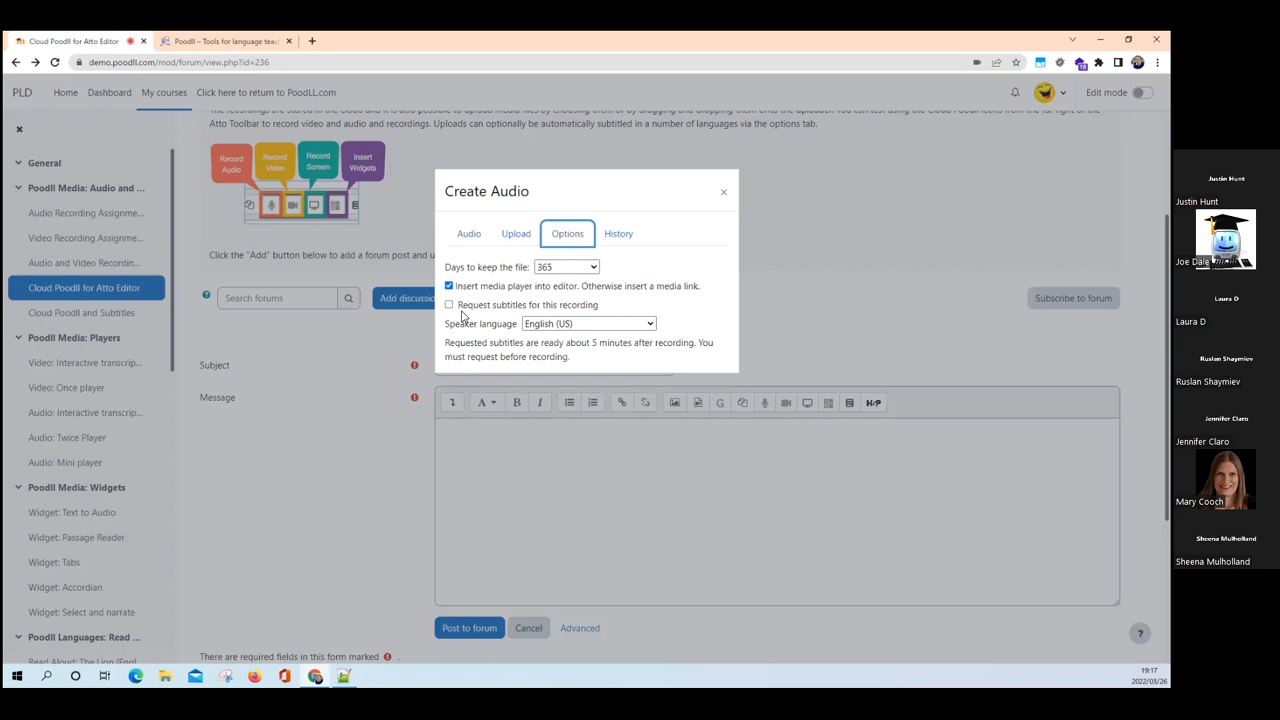 Cloud Poodll for Atto Editor
Poodll – Tools for language teac
demo.poodll.com/mod/forum/view.php?id=236
18
PLD
Home
Dashboard
My courses
Click here to return to PoodLL.com
Edit mode
General
Poodll Media: Audio and ...
Audio Recording Assignme...
Video Recording Assignme...
Audio and Video Recordin...
Cloud Poodll for Atto Editor
Cloud Poodll and Subtitles
Poodll Media: Players
Video: Interactive transcrip...
Video: Once player
Audio: Interactive transcrip...
Audio: Twice Player
Audio: Mini player
Poodll Media: Widgets
Widget: Text to Audio
Widget: Passage Reader
Widget: Tabs
Widget: Accordian
Widget: Select and narrate
Poodll Languages: Read ...
Read Aloud: The Lion (Engl
Atto Toolbar to record video and audio and recordings. Uploads can optionally be automatically subtitled in a number of languages via the options tab.
Record Audio
Record Video
Record Screen
Insert Widgets
Click the "Add" button below to add a forum post and u
Search forums
Add discussio
Subscribe to forum
Create Audio
×
Audio
Upload
Options
History
Days to keep the file: 365
Insert media player into editor. Otherwise insert a media link.
Request subtitles for this recording
Speaker language English (US)
Requested subtitles are ready about 5 minutes after recording. You
must request before recording.
Subject
Message
A
B
I
G
H-P
Post to forum
Cancel
Advanced
?
There are required fields in this form marked .
19:17
2022/03/26
Justin Hunt
Justin Hunt
Joe Dale
Laura D
Laura D
Ruslan Shaymiev
Ruslan Shaymiev
Jennifer Claro
Jennifer Claro
Mary Cooch
Sheena Mulholland
Sheena Mulholland